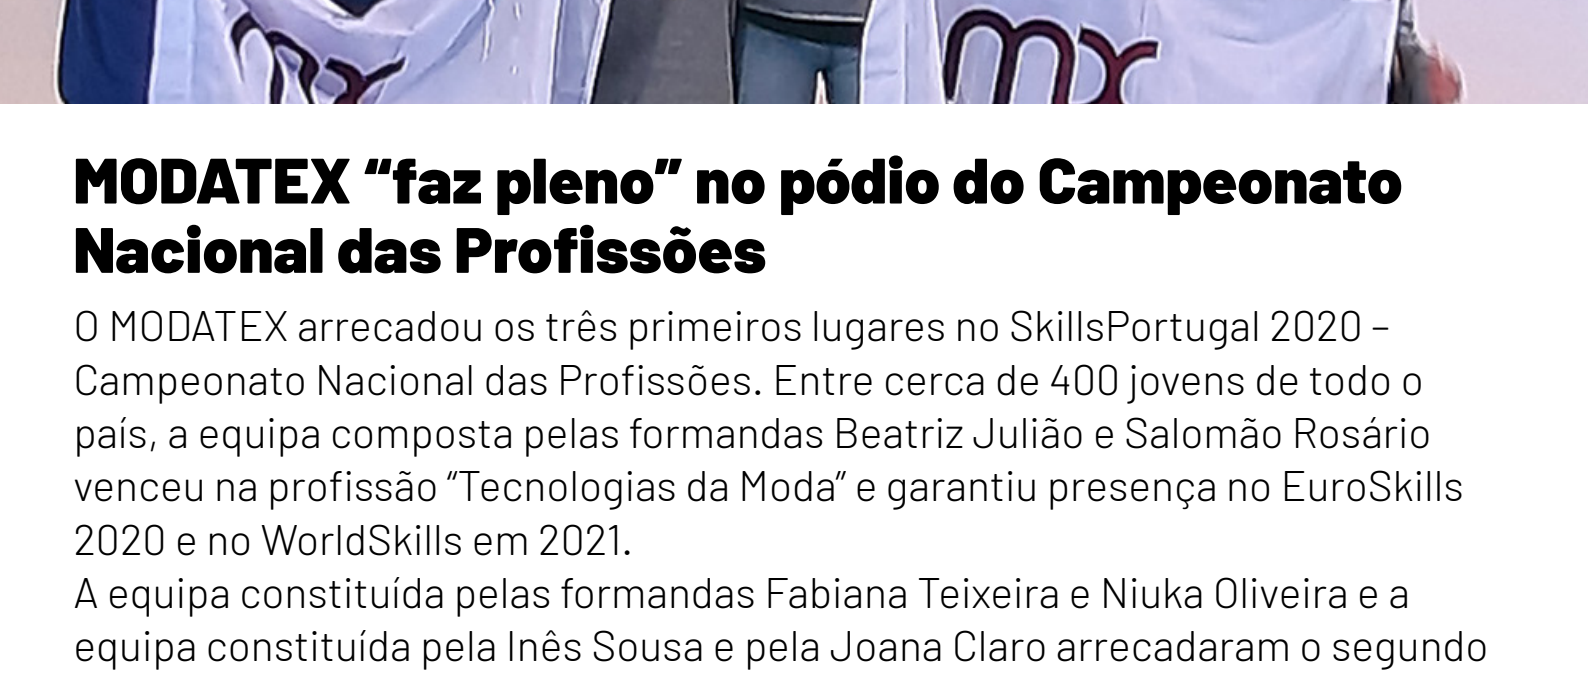 mx
mx
MODATEX “faz pleno” no pódio do Campeonato
Nacional das Profissões
O MODATEX arrecadou os três primeiros lugares no SkillsPortugal 2020 –
Campeonato Nacional das Profissões. Entre cerca de 400 jovens de todo o
país, a equipa composta pelas formandas Beatriz Julião e Salomão Rosário
venceu na profissão “Tecnologias da Moda” e garantiu presença no EuroSkills
2020 e no WorldSkills em 2021.
A equipa constituída pelas formandas Fabiana Teixeira e Niuka Oliveira e a
equipa constituída pela Inês Sousa e pela Joana Claro arrecadaram o segundo